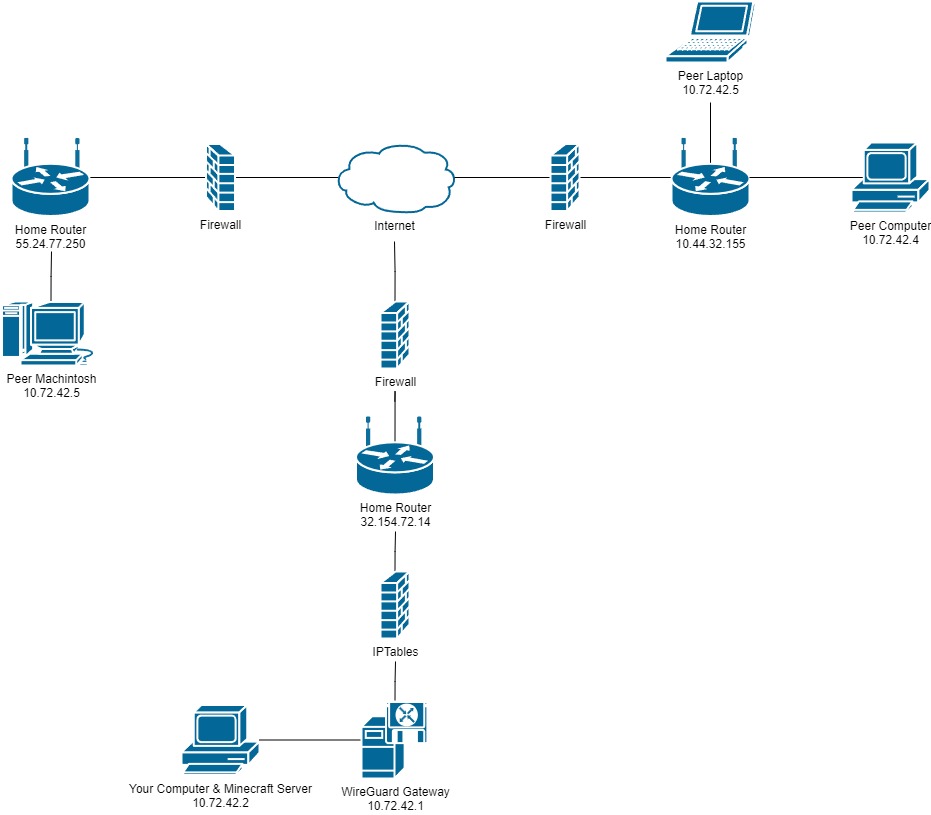 Peer Laptop
10.72.42.5
Home Router
55.24.77.250
Firewall
Internet
Firewall
Home Router
10.44.32.155
Peer Computer
10.72.42.4
Peer Machintosh
10.72.42.5
Firewall
Home Router
32.154.72.14
IPTables
Your Computer & Minecraft Server
10.72.42.2
WireGuard Gateway
10.72.42.1